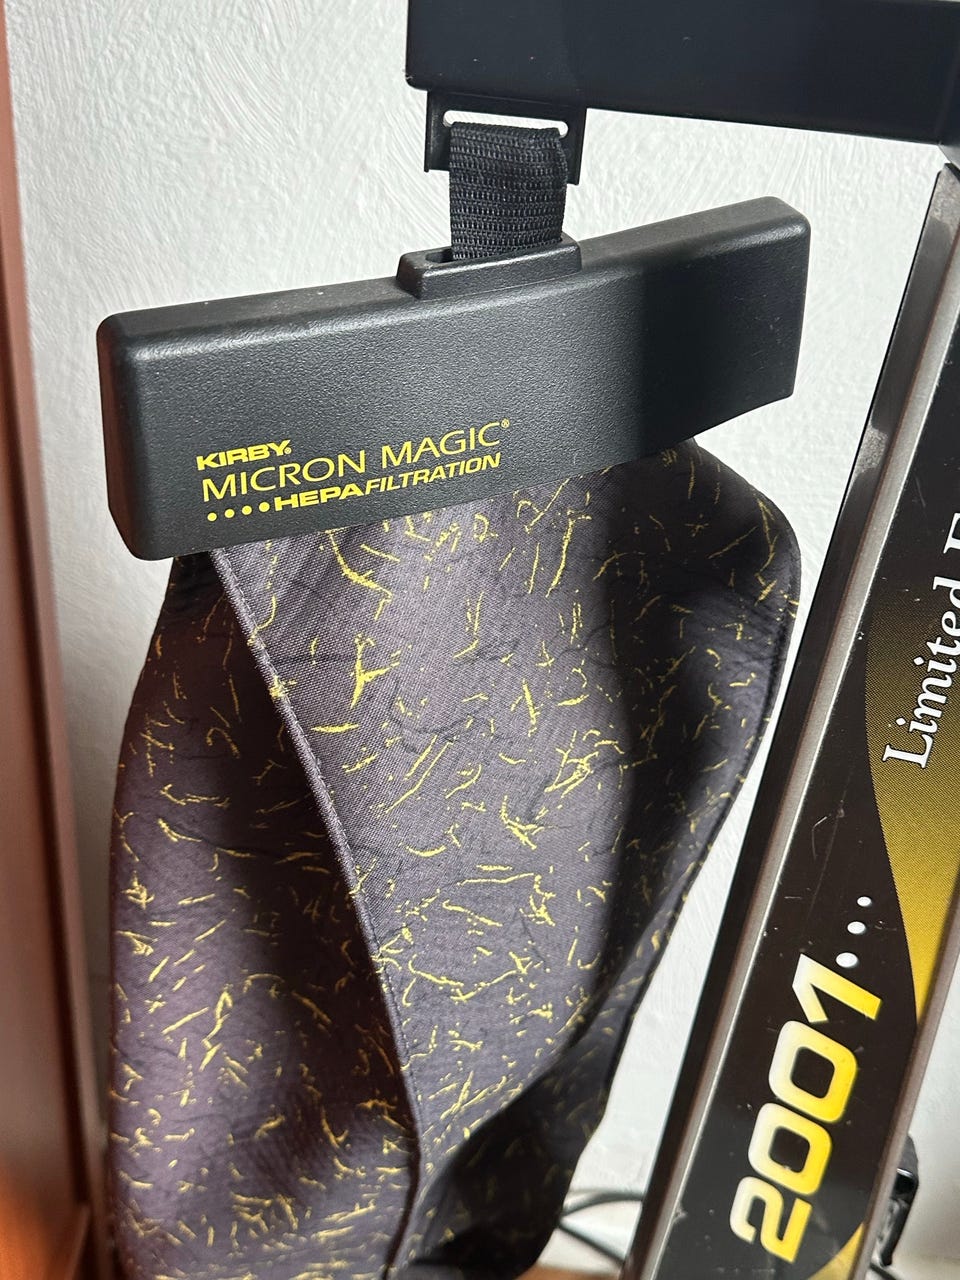 KIRBY®
MICRON MAGIC®
••••HEPAFILTRATION
Limited
2001...